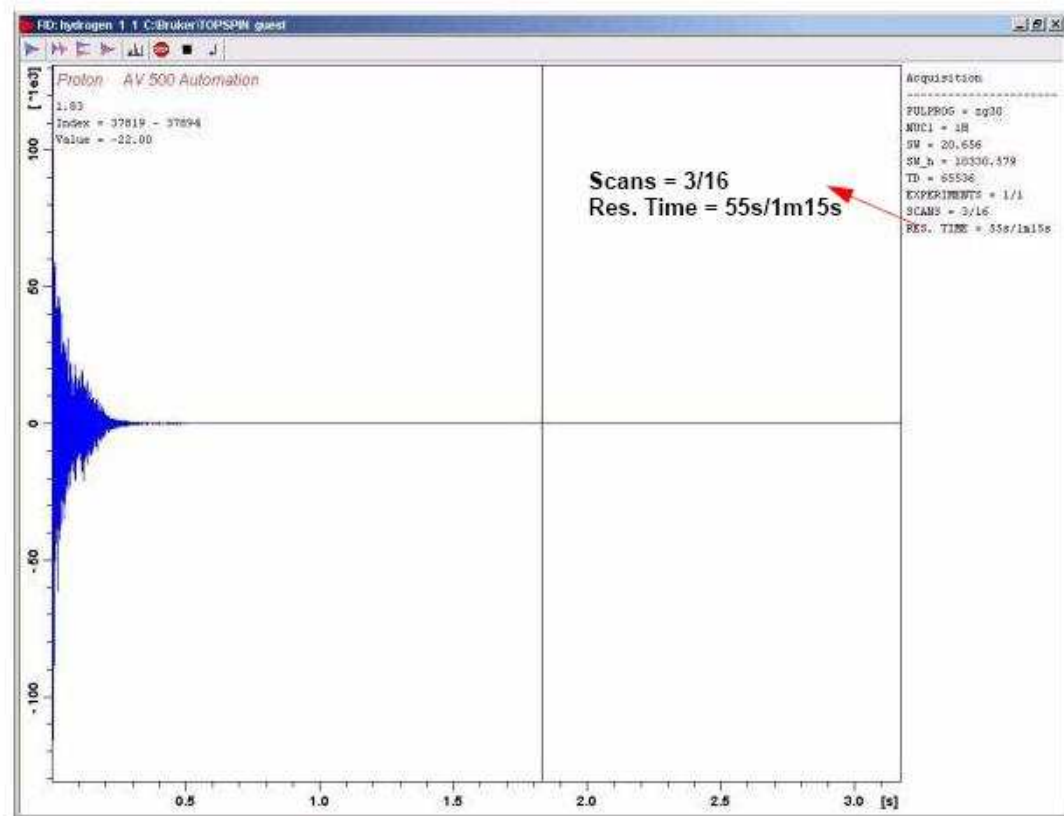 FID: hydrogen 1 1 C:\Bruker\TOPSPIN guest
STOP
Proton AV 500 Automation
1.83
Index = 37819 - 37894
Value = -22.00
[*1e3]
100
50
0
-50
-100
0.5 1.0 1.5 2.0 2.5 3.0 [s]
Scans = 3/16
Res. Time = 55s/1m15s
Acquisition
----------------------
PULPROG = zg30
NUC1 = 1H
SW = 20.656
SW_h = 10330.579
TD = 65536
EXPERIMENTS = 1/1
SCANS = 3/16
RES. TIME = 55s/1m15s